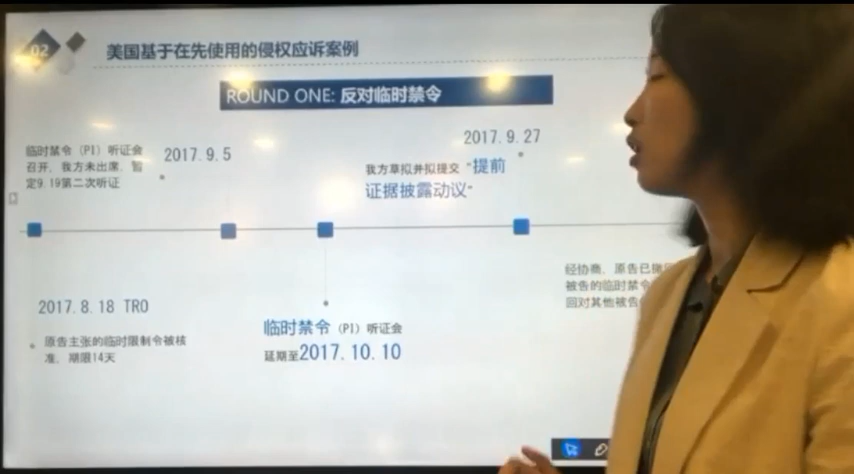 02
美国基于在先使用的侵权应诉案例
ROUND ONE: 反对临时禁令
临时禁令（PI）听证会
召开，我方未出席，暂
定9.19第二次听证
2017.9.5
2017.9.27
我方草拟并拟提交“提前
证据披露动议”
2017.8.18 TRO
原告主张的临时限制令被核
准，期限14天
临时禁令（PI）听证会
延期至2017.10.10
经协商，原告已撤
被告的临时禁令
回对其他被告